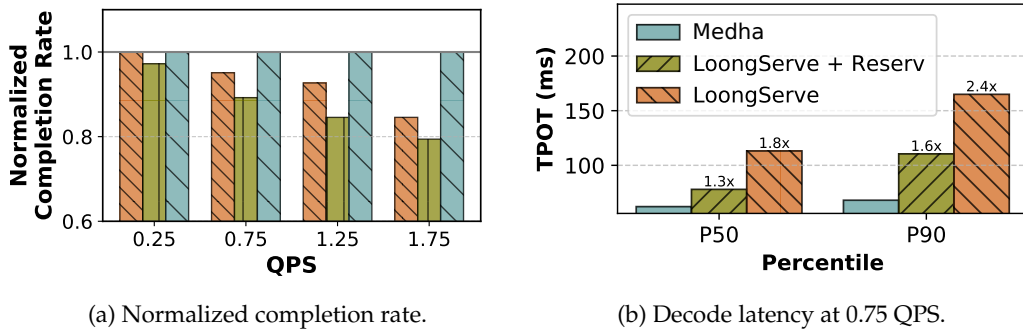 Normalized
Completion Rate
1.0
0.8
0.6
0.25
0.75
1.25
1.75
QPS
(a) Normalized completion rate.
TPOT (ms)
200
150
100
Medha
LoongServe + Reserv
LoongServe
1.3x
1.8x
1.6x
2.4x
P50
P90
Percentile
(b) Decode latency at 0.75 QPS.